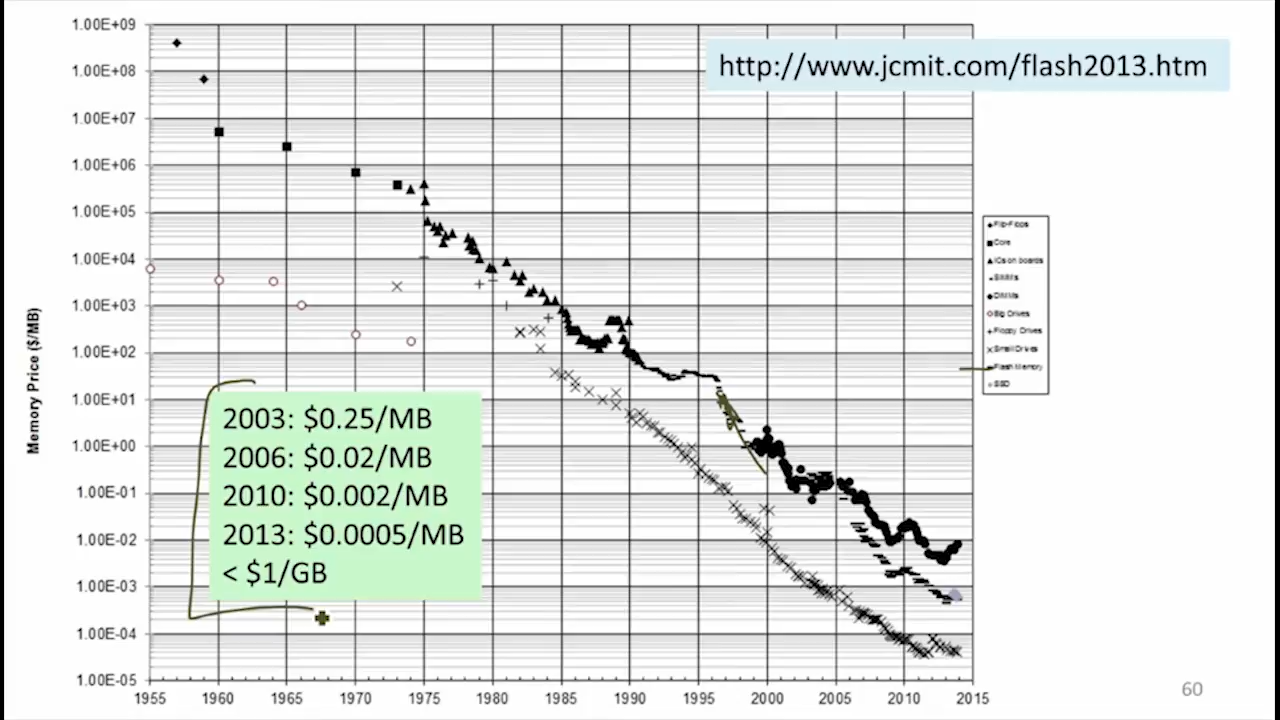 http://www.jcmit.com/flash2013.htm
1.00E+09
1.00E+08
1.00E+07
1.00E+06
1.00E+05
1.00E+04
1.00E+03
1.00E+02
1.00E+01
1.00E+00
1.00E-01
1.00E-02
1.00E-03
1.00E-04
1.00E-05
Memory Price ($/MB)
2003: $0.25/MB
2006: $0.02/MB
2010: $0.002/MB
2013: $0.0005/MB
< $1/GB
Flip-Flops
Core
ICs on boards
SIMMs
DIMMs
Big Drives
Floppy Drives
Small Drives
Flash Memory
SSD
1955 1960 1965 1970 1975 1980 1985 1990 1995 2000 2005 2010 2015
60